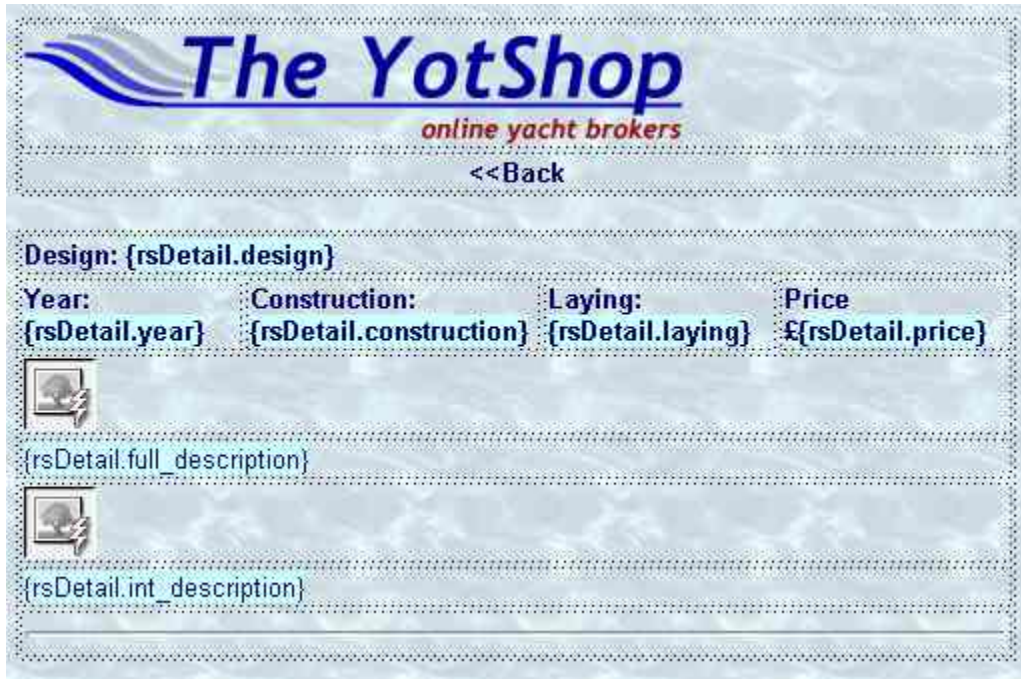 The YotShop
online yacht brokers
<<Back
Design: {rsDetail.design}
Year: Construction: Laying: Price
{rsDetail.year} {rsDetail.construction} {rsDetail.laying} £{rsDetail.price}
{rsDetail.full_description}
{rsDetail.int_description}